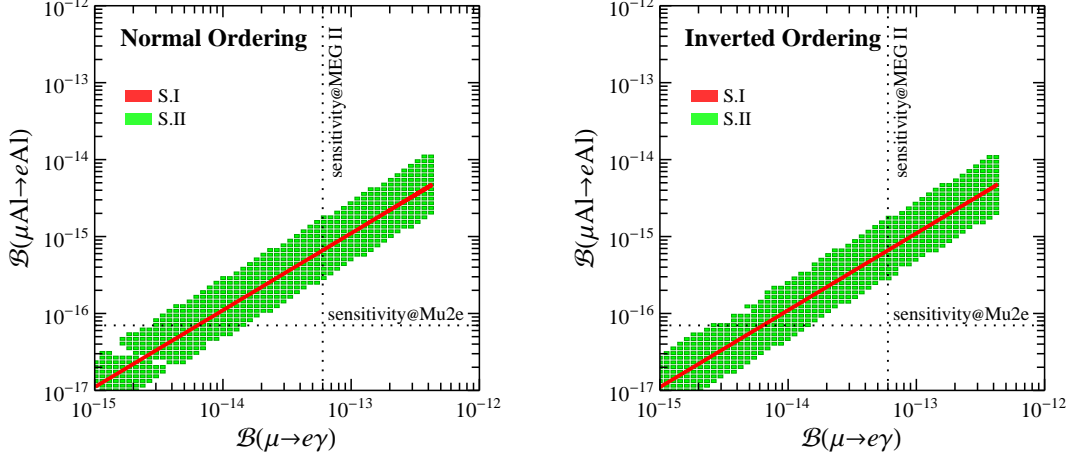 Normal Ordering
S.I
S.II
sensitivity@MEG II
sensitivity@Mu2e
10⁻¹²
10⁻¹³
10⁻¹⁴
10⁻¹⁵
10⁻¹⁶
10⁻¹⁷
ℬ(μAl→eAl)
10⁻¹⁵ 10⁻¹⁴ 10⁻¹³ 10⁻¹²
ℬ(μ→eγ)
Inverted Ordering
S.I
S.II
sensitivity@MEG II
sensitivity@Mu2e
10⁻¹²
10⁻¹³
10⁻¹⁴
10⁻¹⁵
10⁻¹⁶
10⁻¹⁷
ℬ(μAl→eAl)
10⁻¹⁵ 10⁻¹⁴ 10⁻¹³ 10⁻¹²
ℬ(μ→eγ)